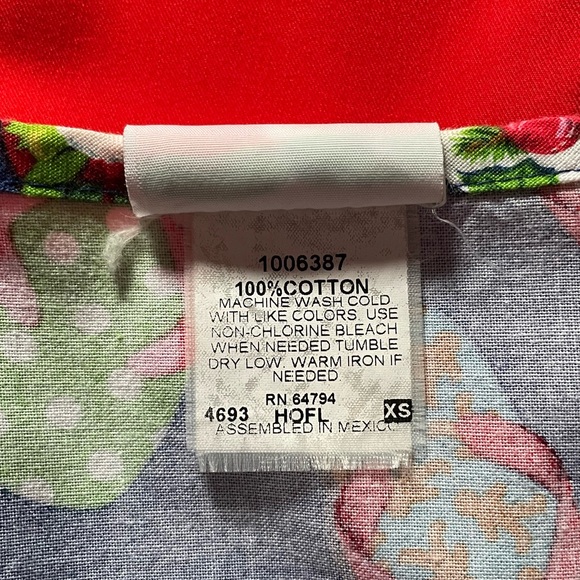 1006387
100%COTTON
MACHINE WASH COLD
WITH LIKE COLORS, USE
NON-CHLORINE BLEACH
WHEN NEEDED TUMBLE
DRY LOW, WARM IRON IF
NEEDED
RN 64794
4693 HOFL XS
ASSEMBLED IN MEXICO